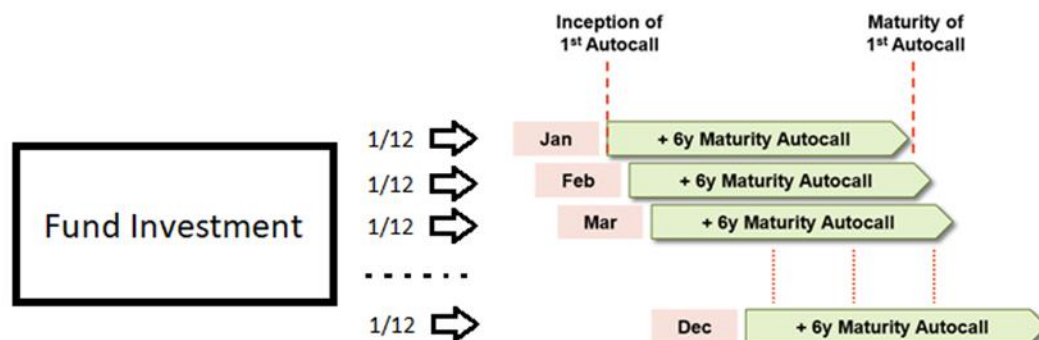 Inception of
1st Autocall
Maturity of
1st Autocall
Fund Investment
1/12
Jan
+ 6y Maturity Autocall
1/12
Feb
+ 6y Maturity Autocall
1/12
Mar
+ 6y Maturity Autocall
1/12
Dec
+ 6y Maturity Autocall